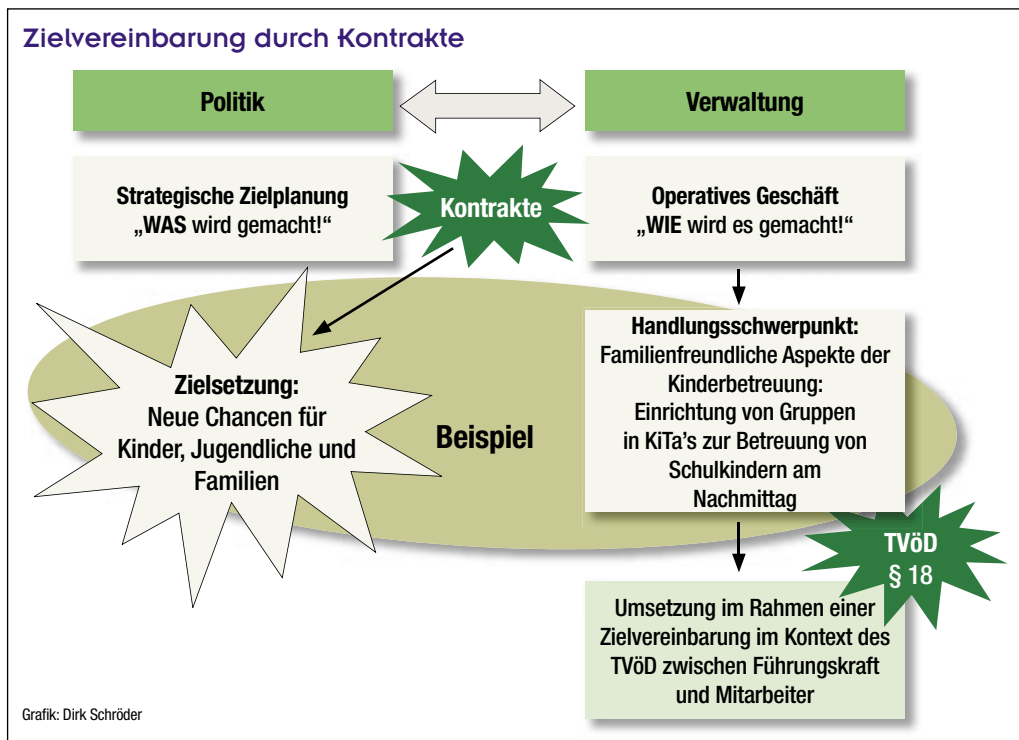 Zielvereinbarung durch Kontrakte
Politik
Verwaltung
Strategische Zielplanung
„WAS wird gemacht!“
Kontrakte
Operatives Geschäft
„WIE wird es gemacht!“
Zielsetzung:
Neue Chancen für
Kinder, Jugendliche und
Familien
Beispiel
Handlungsschwerpunkt:
Familienfreundliche Aspekte der
Kinderbetreuung:
Einrichtung von Gruppen
in KiTa’s zur Betreuung von
Schulkindern am
Nachmittag
TVöD
§ 18
Umsetzung im Rahmen einer
Zielvereinbarung im Kontext des
TVöD zwischen Führungskraft
und Mitarbeiter
Grafik: Dirk Schröder